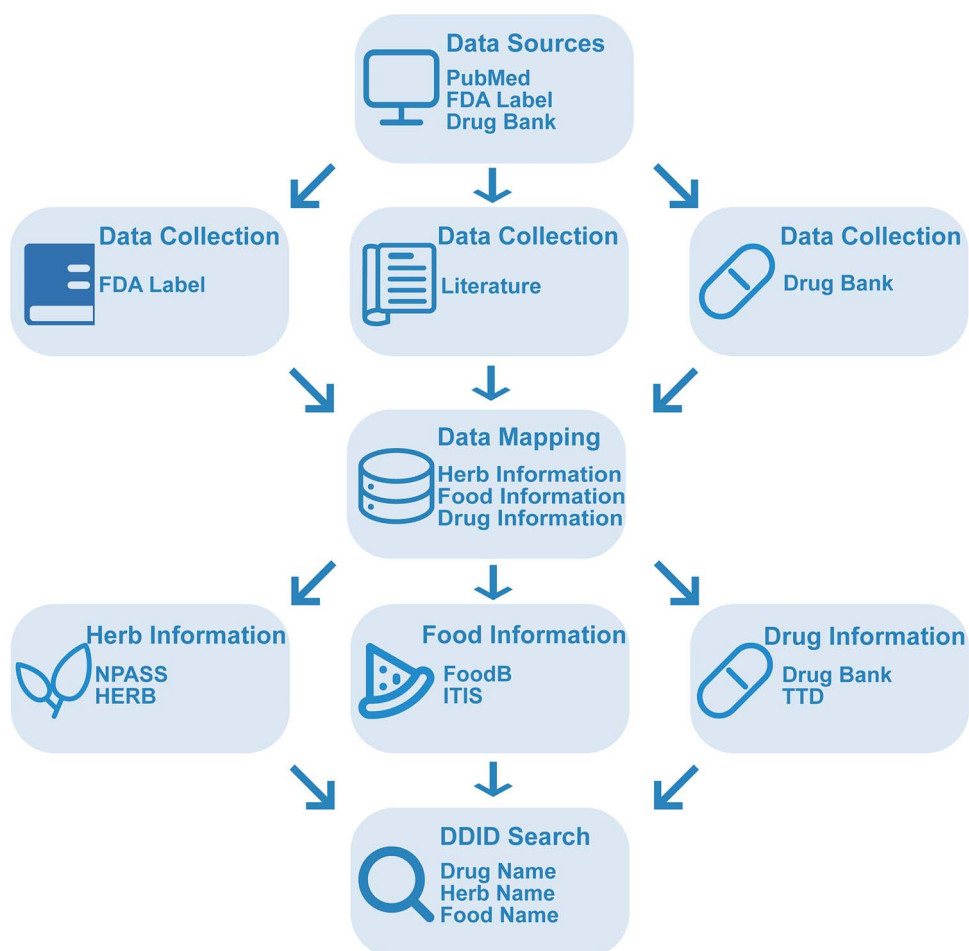 Data Sources
PubMed
FDA Label
Drug Bank
Data Collection
FDA Label
Data Collection
Literature
Data Collection
Drug Bank
Data Mapping
Herb Information
Food Information
Drug Information
Herb Information
NPASS
HERB
Food Information
FoodB
ITIS
Drug Information
Drug Bank
TTD
DDID Search
Drug Name
Herb Name
Food Name